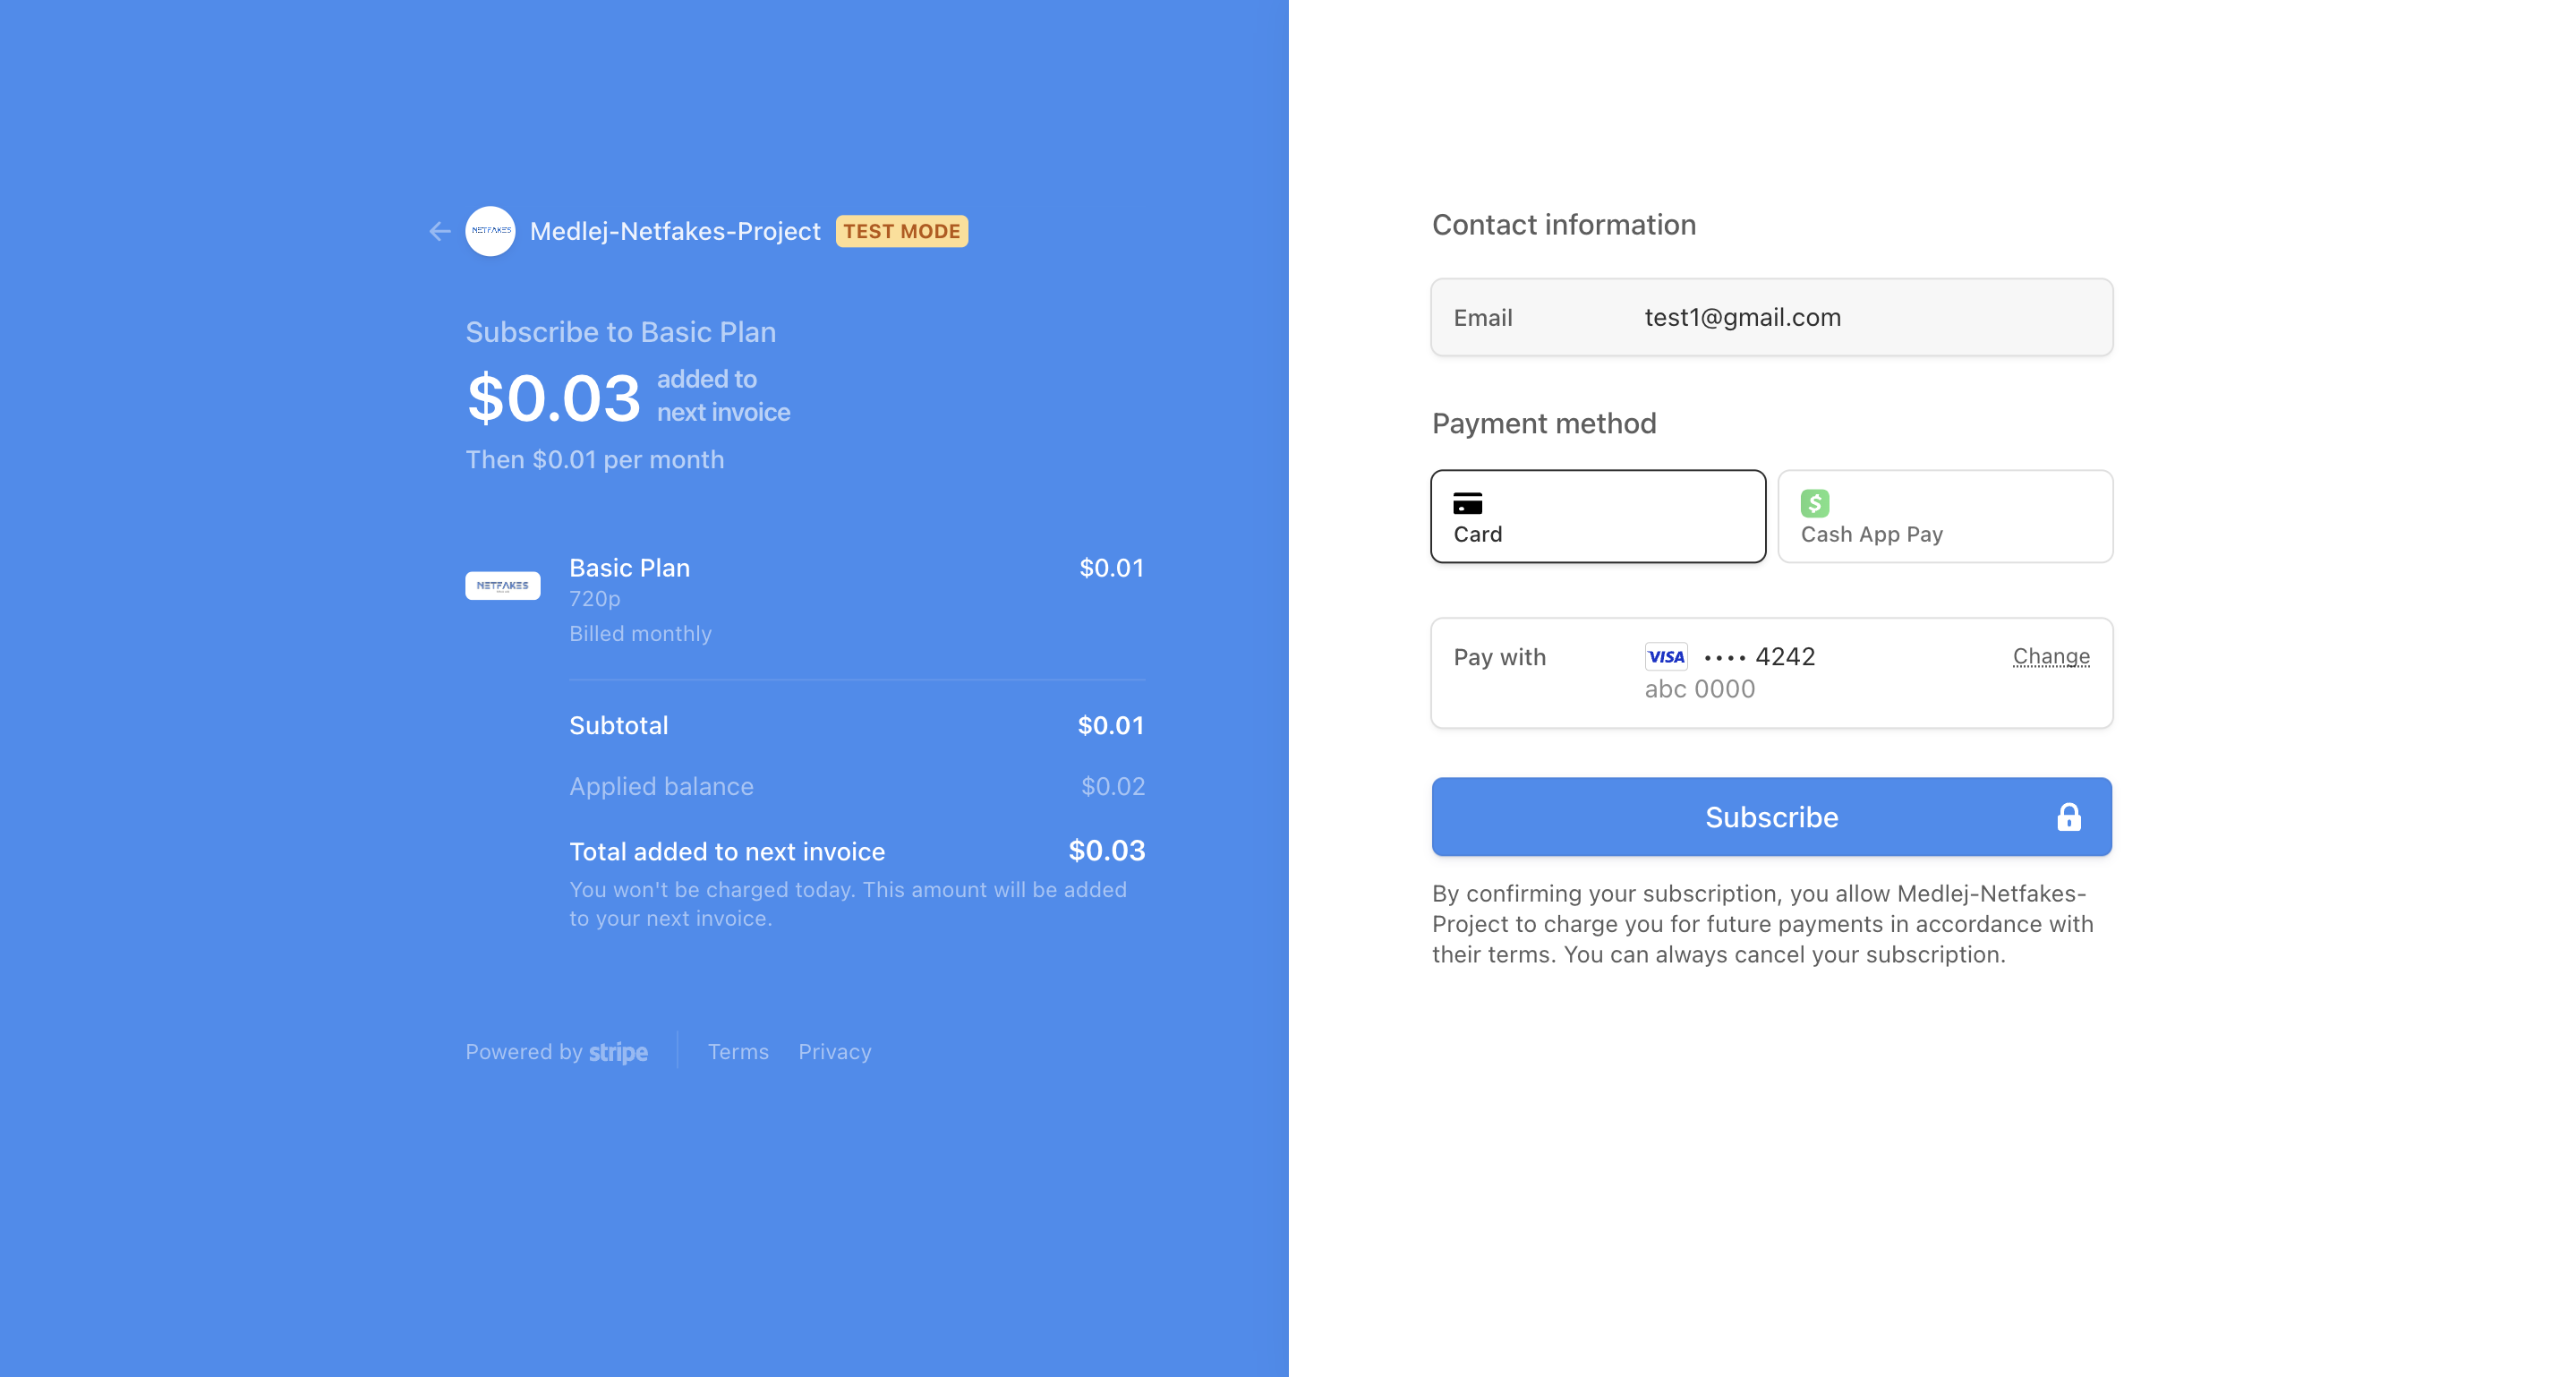 NETFAKES
Medlej-Netfakes-Project
TEST MODE
Subscribe to Basic Plan
$0.03
added to
next invoice
Then $0.01 per month
NETFAKES
Basic Plan
$0.01
720p
Billed monthly
Subtotal
$0.01
Applied balance
$0.02
Total added to next invoice
$0.03
You won't be charged today. This amount will be added
to your next invoice.
Powered by stripe
Terms
Privacy
Contact information
Email
test1@gmail.com
Payment method
Card
$
Cash App Pay
Pay with
VISA •••• 4242
Change
abc 0000
Subscribe
By confirming your subscription, you allow Medlej-Netfakes-
Project to charge you for future payments in accordance with
their terms. You can always cancel your subscription.